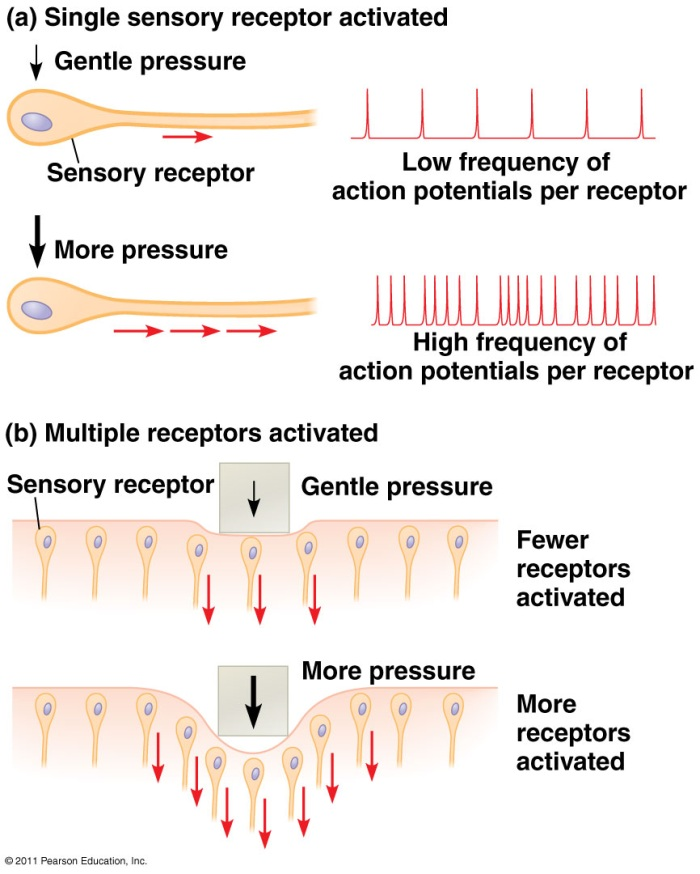 (a) Single sensory receptor activated
Gentle pressure
Sensory receptor
Low frequency of
action potentials per receptor
More pressure
High frequency of
action potentials per receptor
(b) Multiple receptors activated
Sensory receptor
Gentle pressure
Fewer
receptors
activated
More pressure
More
receptors
activated
© 2011 Pearson Education, Inc.